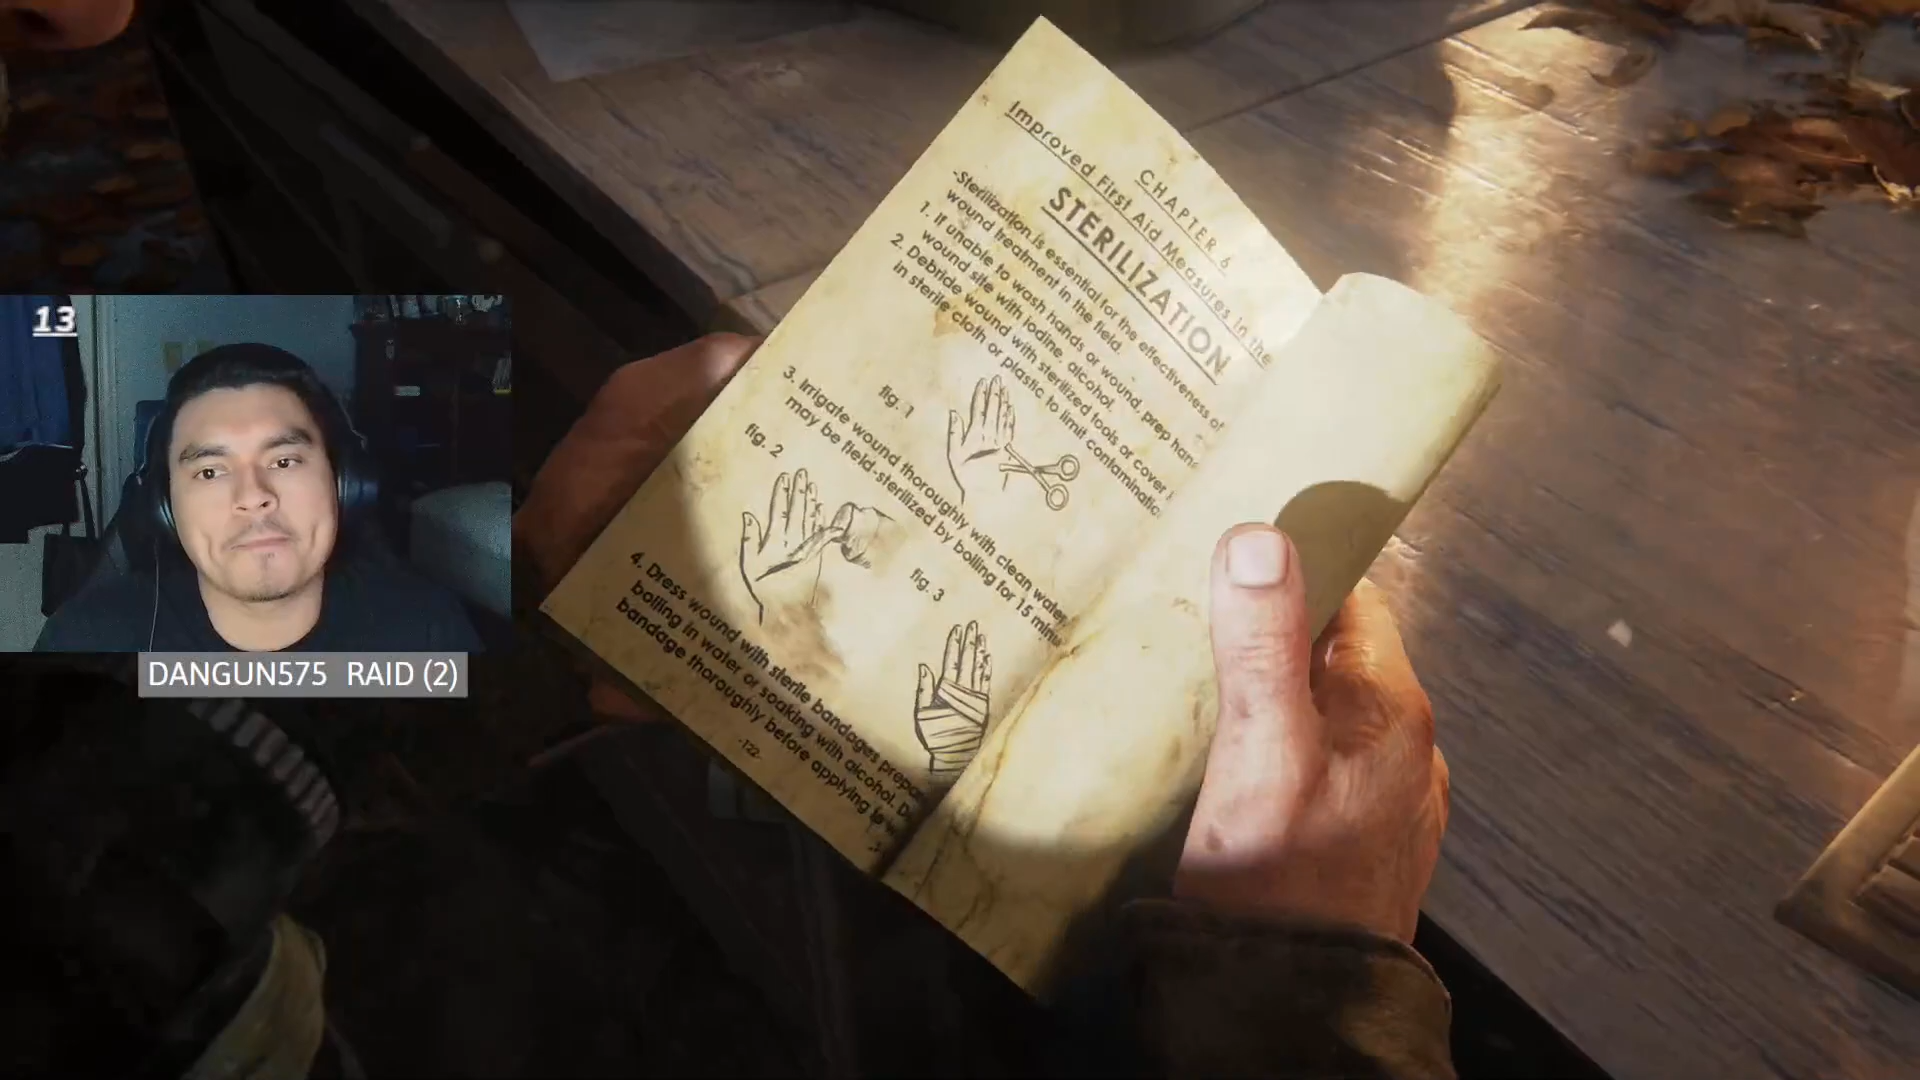 CHAPTER 6
Improved First Aid Measures in the
STERILIZATION
-Sterilization is essential for the effectiveness of
wound treatment in the field.
1. If unable to wash hands or wound, prep
wound site with iodine, alcohol.
2. Debride wound with sterilized tools or cover
in sterile cloth or plastic to limit
fig. 1
3. Irrigate wound thoroughly with clean water,
may be field-sterilized by boiling for 15
fig. 2
fig. 3
4. Dress wound with sterile bandages
boiling in water or soaking with alcohol.
bandage thoroughly before applying
-122-
13
DANGUN575 RAID (2)